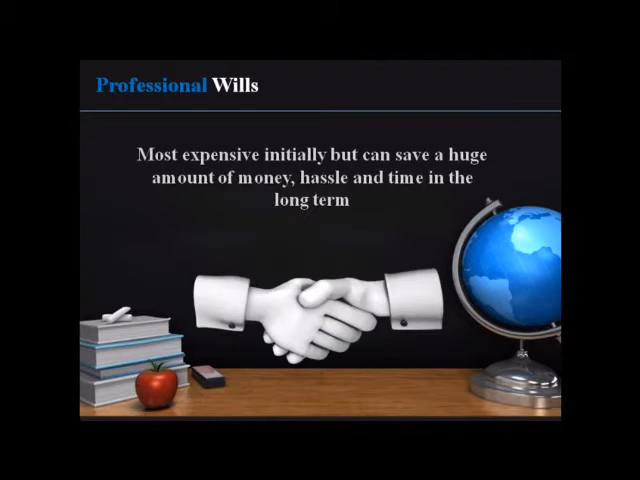 Professional Wills
Most expensive initially but can save a huge
amount of money, hassle and time in the
long term